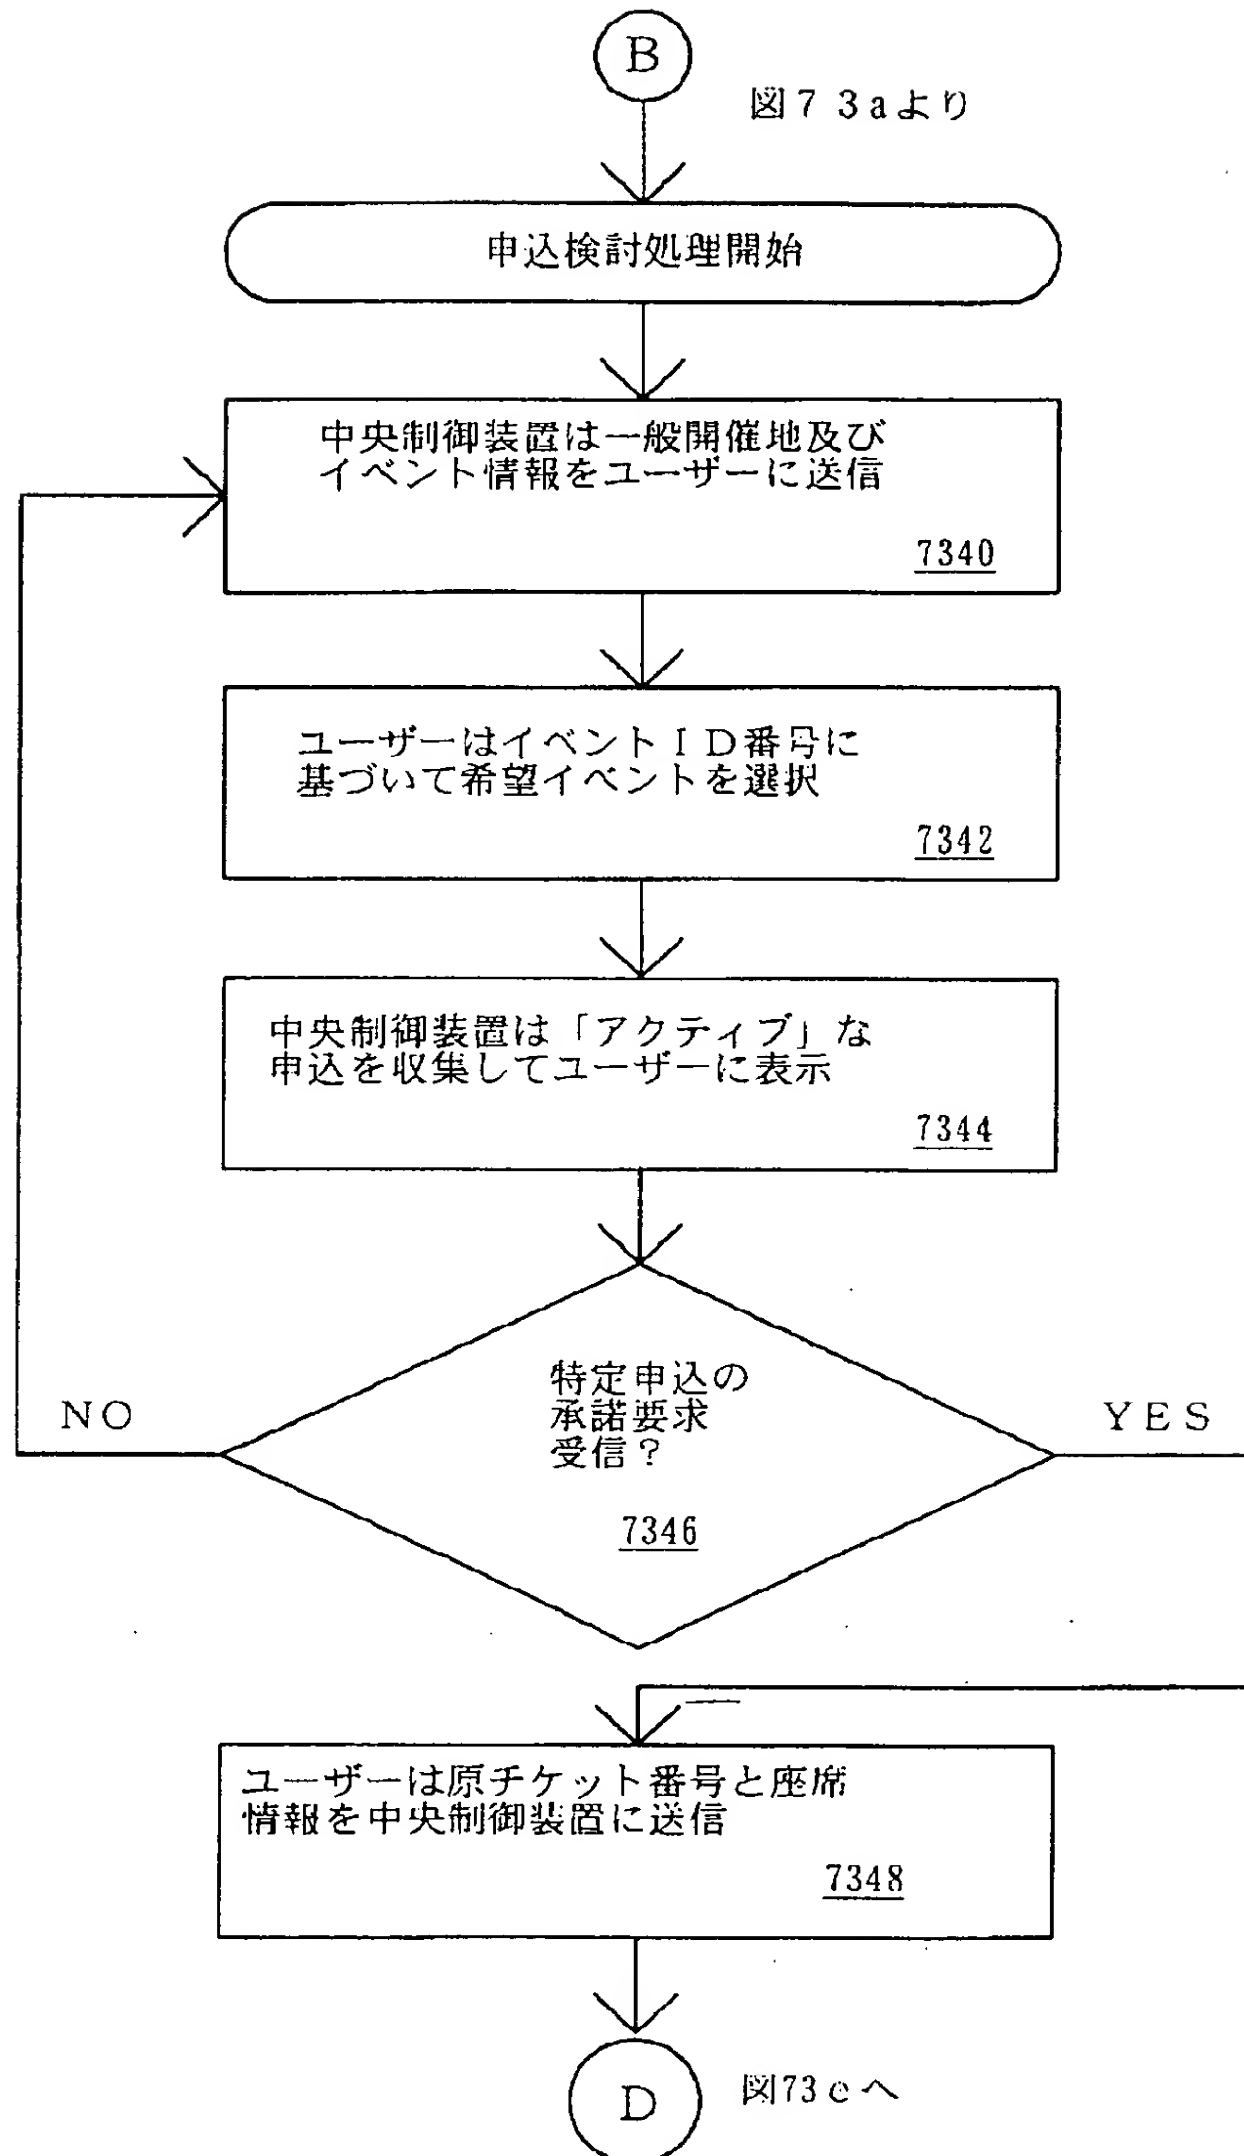 B
図73aより
申込検討処理開始
中央制御装置は一般開催地及び
イベント情報をユーザーに送信
7340
ユーザーはイベントＩＤ番号に
基づいて希望イベントを選択
7342
中央制御装置は「アクティブ」な
申込を収集してユーザーに表示
7344
特定申込の
承諾要求
受信？
7346
NO
YES
ユーザーは原チケット番号と座席
情報を中央制御装置に送信
7348
D
図73eへ